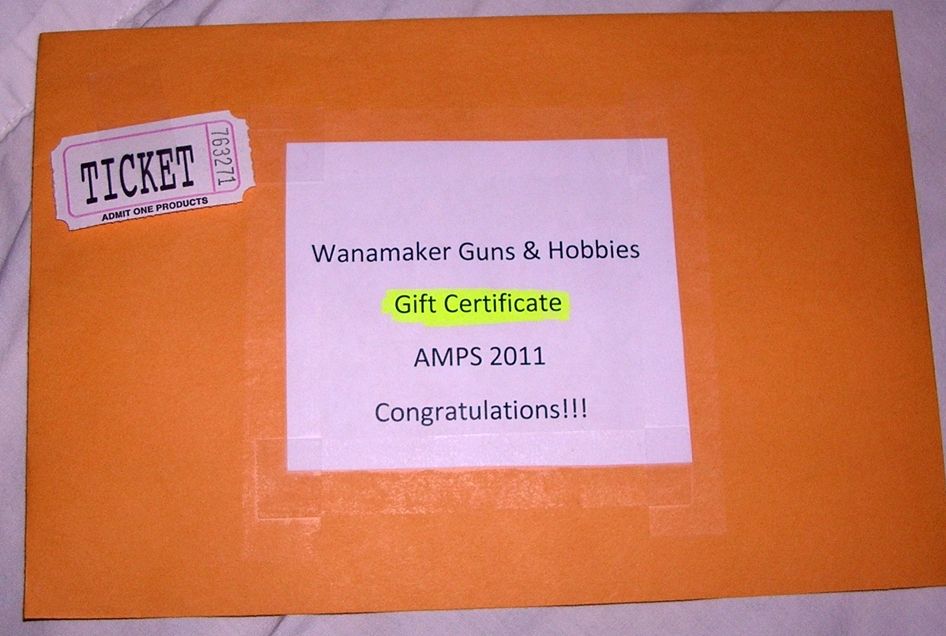 TICKET
763271
ADMIT ONE PRODUCTS
Wanamaker Guns & Hobbies
Gift Certificate
AMPS 2011
Congratulations!!!